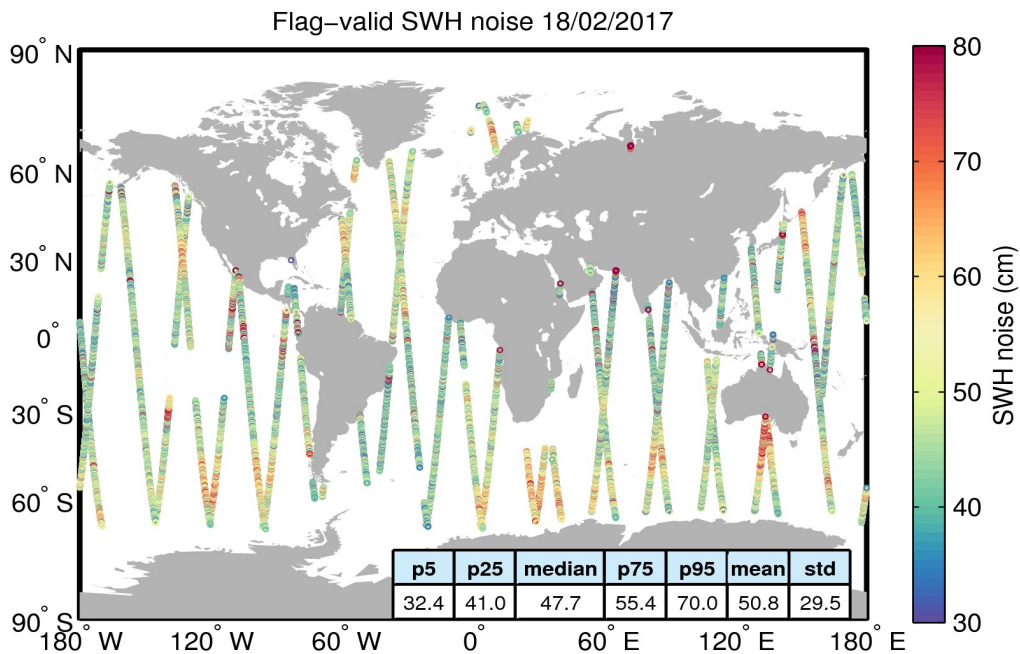 Flag−valid SWH noise 18/02/2017
90° N
60° N
30° N
0°
30° S
60° S
90° S
180° W
120° W
60° W
0°
60° E
120° E
180° E
p5 p25 median p75 p95 mean std
32.4 41.0 47.7 55.4 70.0 50.8 29.5
80
70
60
50
40
30
SWH noise (cm)